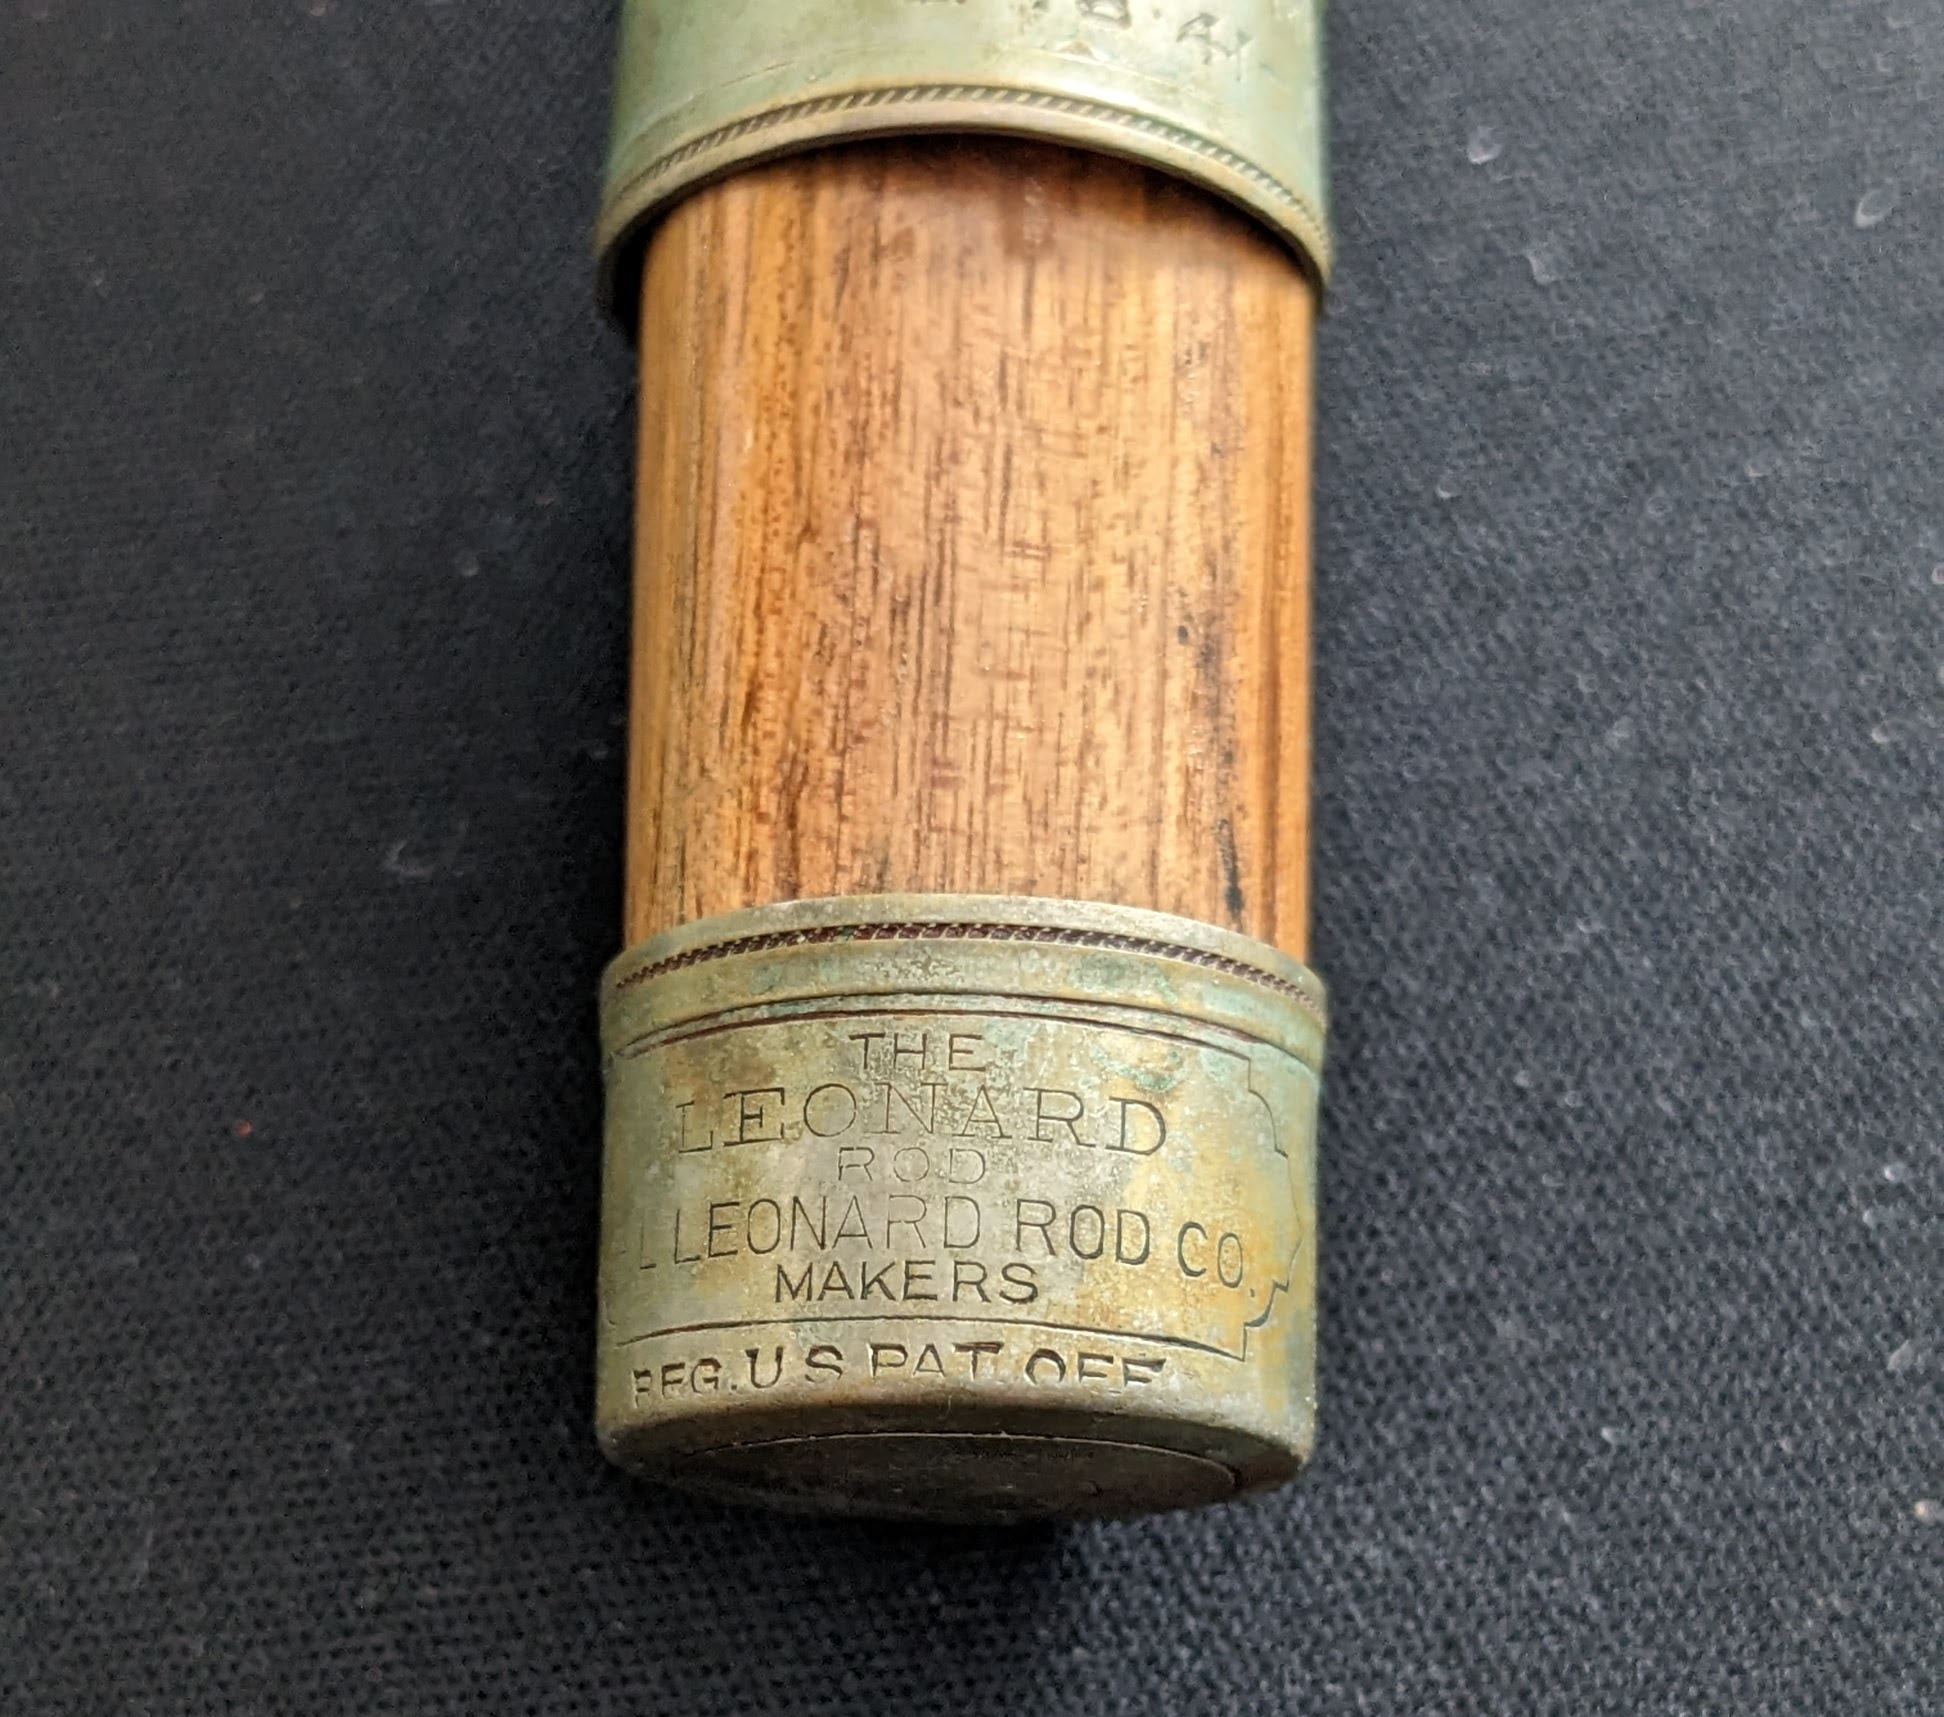 THE
LEONARD
ROD
L LEONARD ROD CO.
MAKERS
REG. U S PAT. OFF